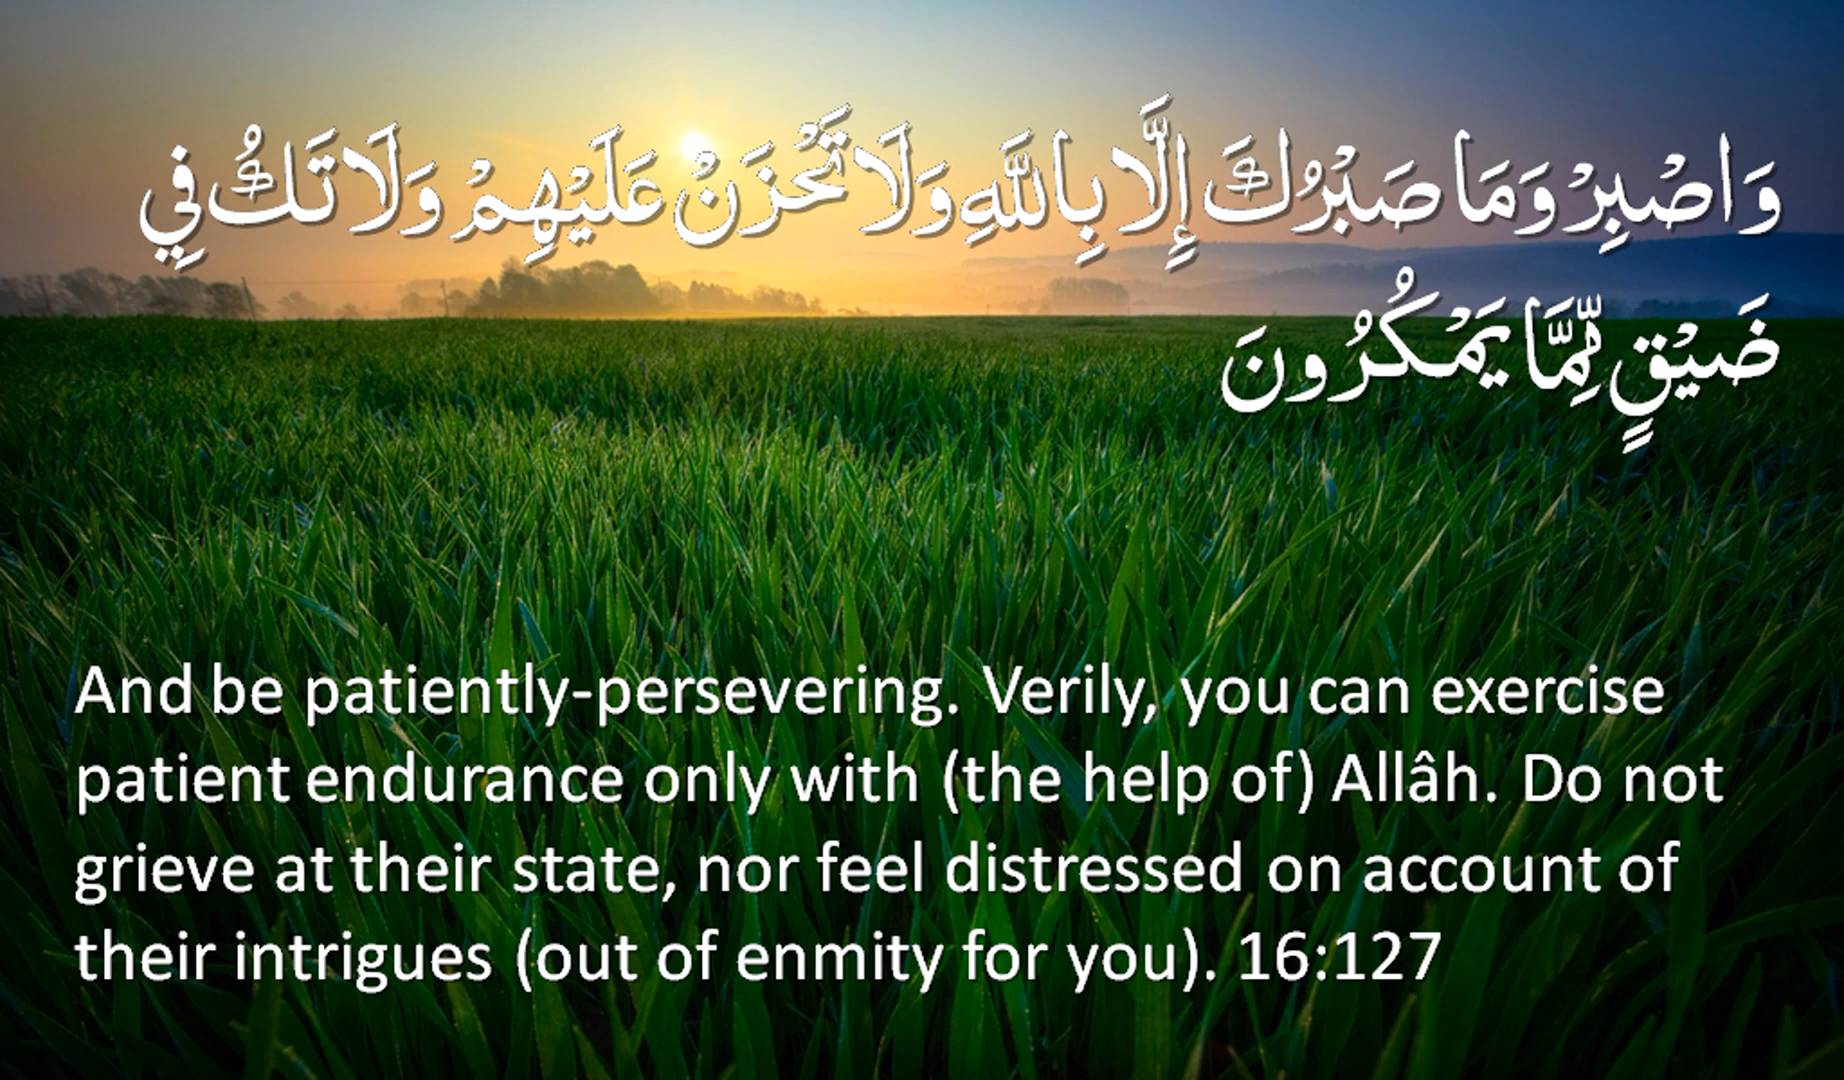 وَاصْبِرْ وَمَا صَبْرُكَ إِلَّا بِاللَّهِ وَلَا تَحْزَنْ عَلَيْهِمْ وَلَا تَكُ فِي
ضَيْقٍ مِّمَّا يَمْكُرُونَ
And be patiently-persevering. Verily, you can exercise
patient endurance only with (the help of) Allâh. Do not
grieve at their state, nor feel distressed on account of
their intrigues (out of enmity for you). 16:127